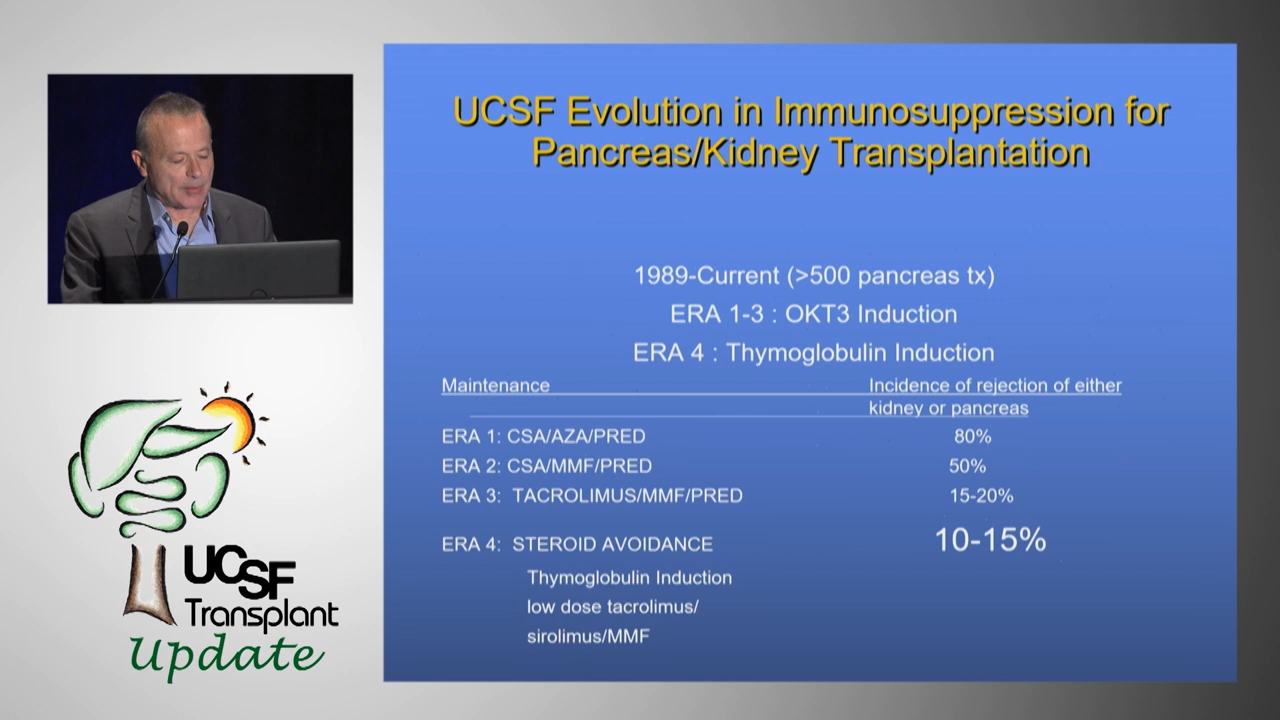 UCSF Evolution in Immunosuppression for
Pancreas/Kidney Transplantation
1989-Current (>500 pancreas tx)
ERA 1-3 : OKT3 Induction
ERA 4 : Thymoglobulin Induction
Maintenance Incidence of rejection of either
kidney or pancreas
ERA 1: CSA/AZA/PRED 80%
ERA 2: CSA/MMF/PRED 50%
ERA 3: TACROLIMUS/MMF/PRED 15-20%
ERA 4: STEROID AVOIDANCE 10-15%
Thymoglobulin Induction
low dose tacrolimus/
sirolimus/MMF
UCSF
Transplant
Update